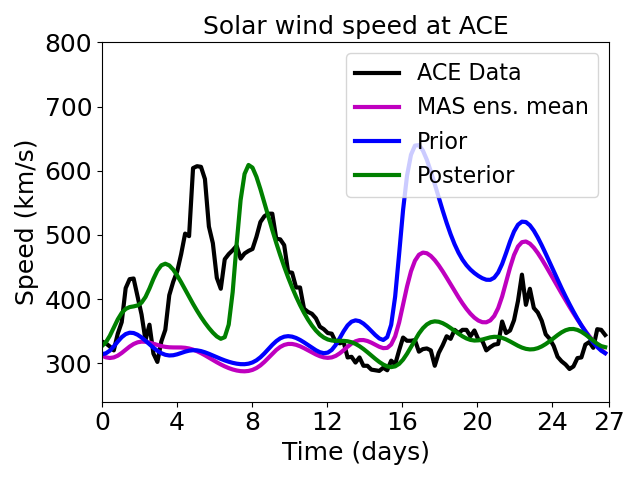 Solar wind speed at ACE
800
700
600
500
400
300
Speed (km/s)
ACE Data
MAS ens. mean
Prior
Posterior
0 4 8 12 16 20 24 27
Time (days)